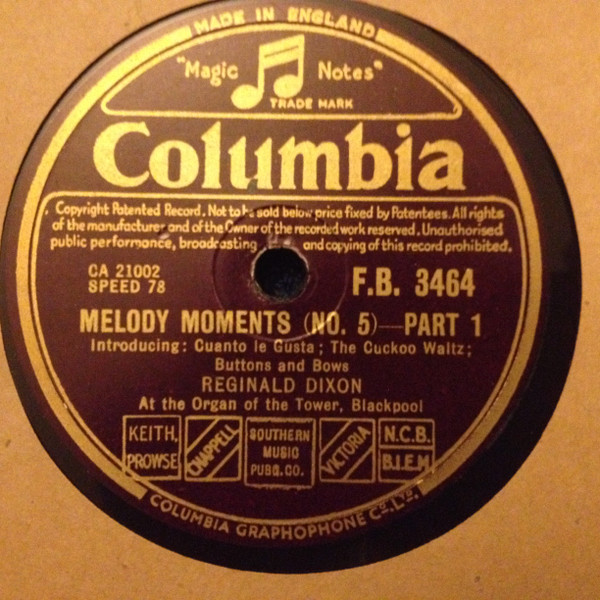 MADE IN ENGLAND
"Magic Notes"
TRADE MARK
Columbia
Copyright Patented Record. Not to be sold below price fixed by Patentees. All rights
of the manufacturer and of the Owner of the recorded work reserved. Unauthorised
public performance, broadcasting and copying of this record prohibited.
CA 21002
SPEED 78
F.B. 3464
MELODY MOMENTS (NO. 5)—PART 1
Introducing: Cuanto le Gusta; The Cuckoo Waltz;
Buttons and Bows
REGINALD DIXON
At the Organ of the Tower, Blackpool
KEITH, PROWSE
CHAPPELL
SOUTHERN MUSIC PUBG. CO.
VICTORIA
N.C.B. B.I.E.M
COLUMBIA GRAPHOPHONE Co. LTD.